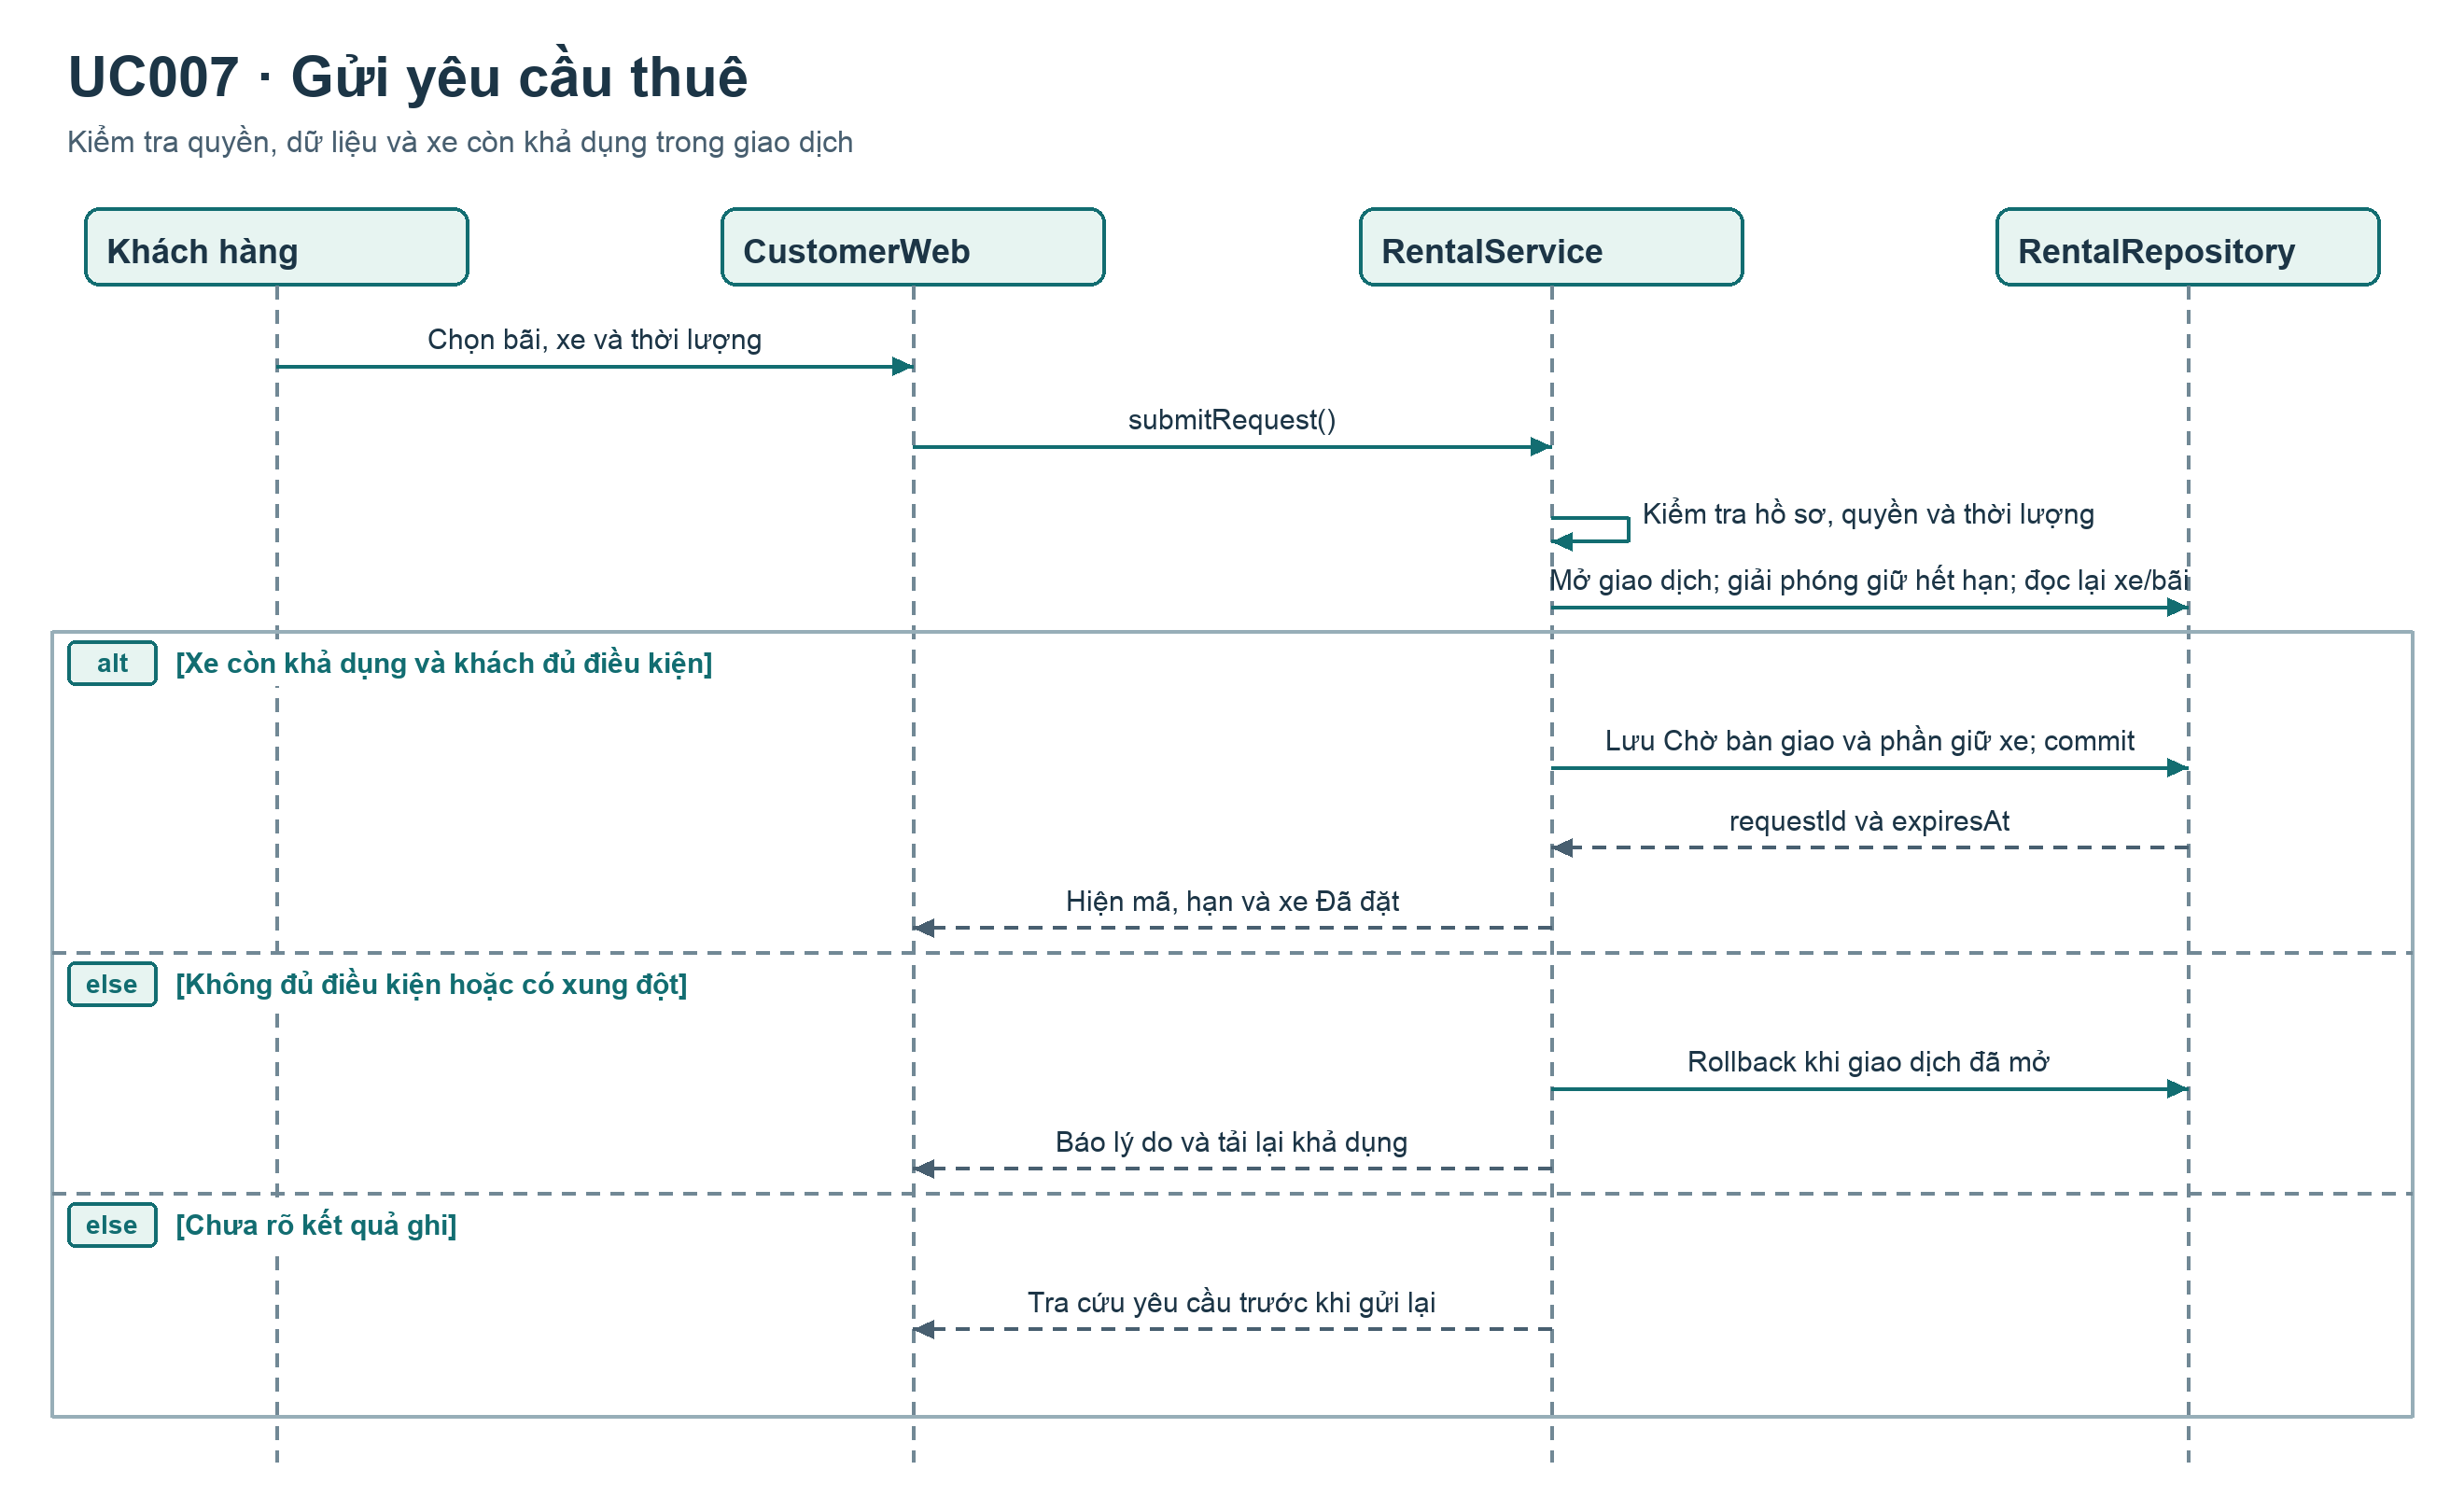 UC007 · Gửi yêu cầu thuê
Kiểm tra quyền, dữ liệu và xe còn khả dụng trong giao dịch
Khách hàng
CustomerWeb
RentalService
RentalRepository
Chọn bãi, xe và thời lượng
submitRequest()
Kiểm tra hồ sơ, quyền và thời lượng
Mở giao dịch; giải phóng giữ hết hạn; đọc lại xe/bãi
alt
[Xe còn khả dụng và khách đủ điều kiện]
Lưu Chờ bàn giao và phần giữ xe; commit
requestId và expiresAt
Hiện mã, hạn và xe Đã đặt
else
[Không đủ điều kiện hoặc có xung đột]
Rollback khi giao dịch đã mở
Báo lý do và tải lại khả dụng
else
[Chưa rõ kết quả ghi]
Tra cứu yêu cầu trước khi gửi lại